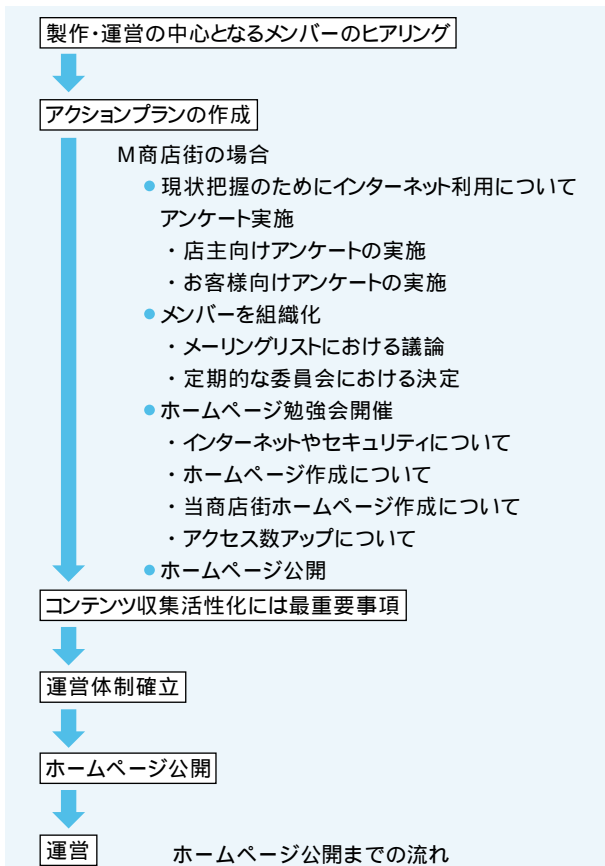 製作・運営の中心となるメンバーのヒアリング
アクションプランの作成
M商店街の場合
●現状把握のためにインターネット利用について
アンケート実施
・店主向けアンケートの実施
・お客様向けアンケートの実施
●メンバーを組織化
・メーリングリストにおける議論
・定期的な委員会における決定
●ホームページ勉強会開催
・インターネットやセキュリティについて
・ホームページ作成について
・当商店街ホームページ作成について
・アクセス数アップについて
●ホームページ公開
コンテンツ収集活性化には最重要事項
運営体制確立
ホームページ公開
運営
ホームページ公開までの流れ